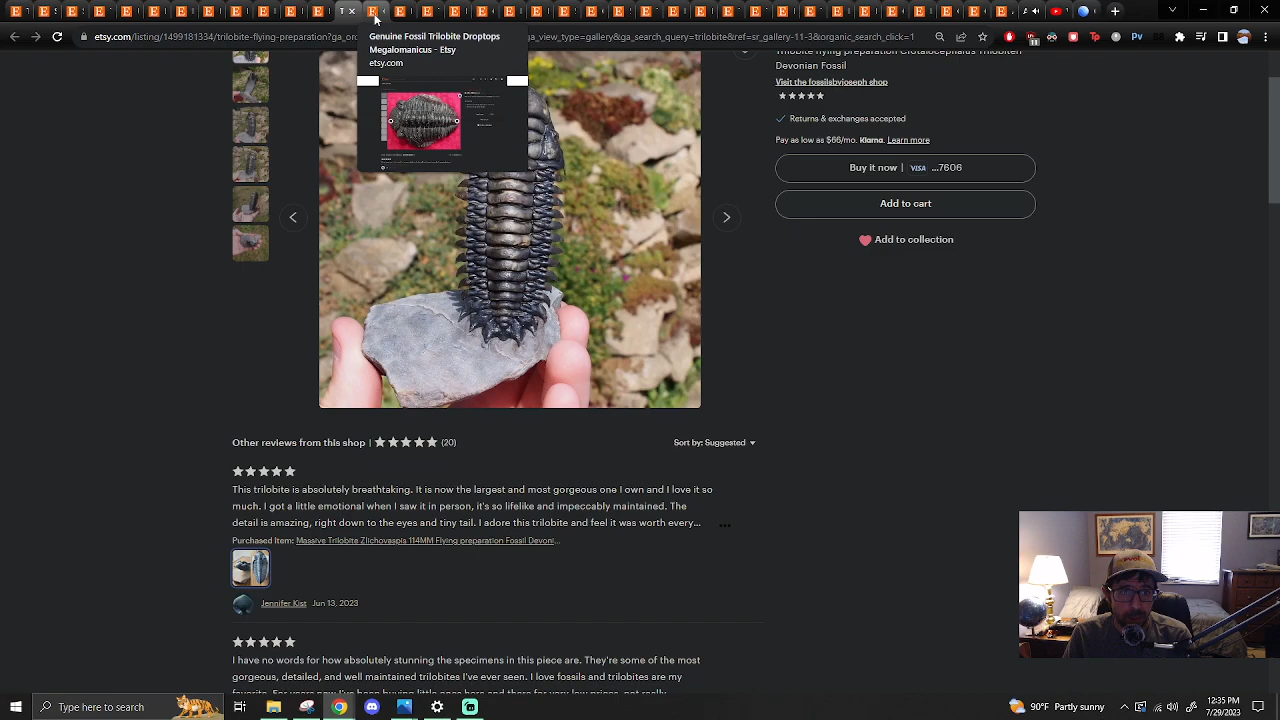 etsy.com/listing/1499181334/trilobite-flying-preparation?ga_
a_view_type=gallery&ga_search_query=trilobite&ref=sr_gallery-11-3&organic_search_click=1
Genuine Fossil Trilobite Droptops
Megalomanicus - Etsy
etsy.com
Devonian Fossil
Visit the fossilsbyjoseph shop
Returns & exchanges accepted
Pay as low as $66/mo. Klarna. Learn more
Buy it now | VISA ...7606
Add to cart
Add to collection
Other reviews from this shop | (20)
Sort by: Suggested
This trilobite is absolutely breathtaking. It is now the largest and most gorgeous one I own and I love it so
much. I got a little emotional when I saw it in person, it's so lifelike and impeccably maintained. The
detail is amazing, right down to the eyes and tiny tail. I adore this trilobite and feel it was worth every...
Purchased item: Massive Trilobite Zlichovaspis 114MM Flying preparation Fossil Devoni...
Jennifer Kist Jun 13, 2023
I have no words for how absolutely stunning the specimens in this piece are. They're some of the most
gorgeous, detailed, and well maintained trilobites I've ever seen. I love fossils and trilobites are my
Type here to search
90°F Partly sunny
12:35 PM
7/29/2023